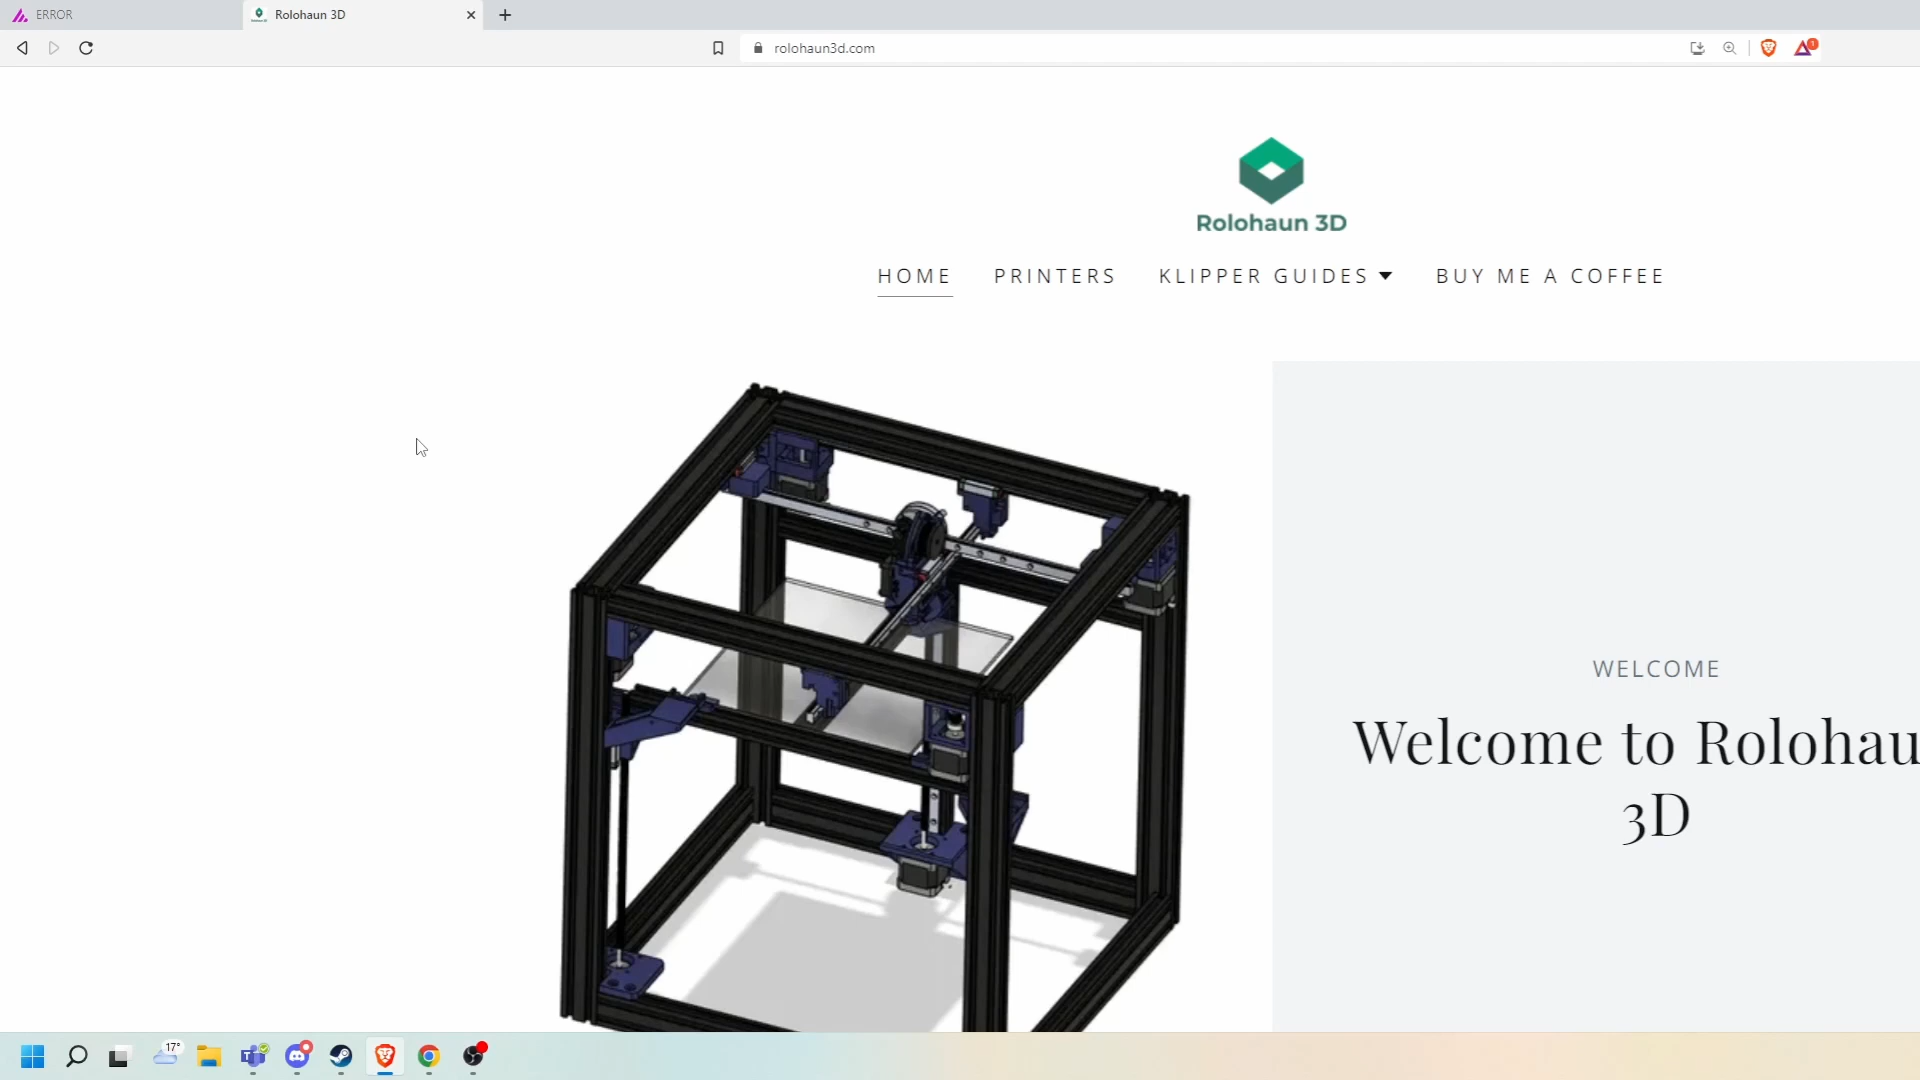 ERROR
Rolohaun 3D
rolohaun3d.com
1
Rolohaun 3D
HOME PRINTERS KLIPPER GUIDES BUY ME A COFFEE
WELCOME
Welcome to Rolohau
3D
17°